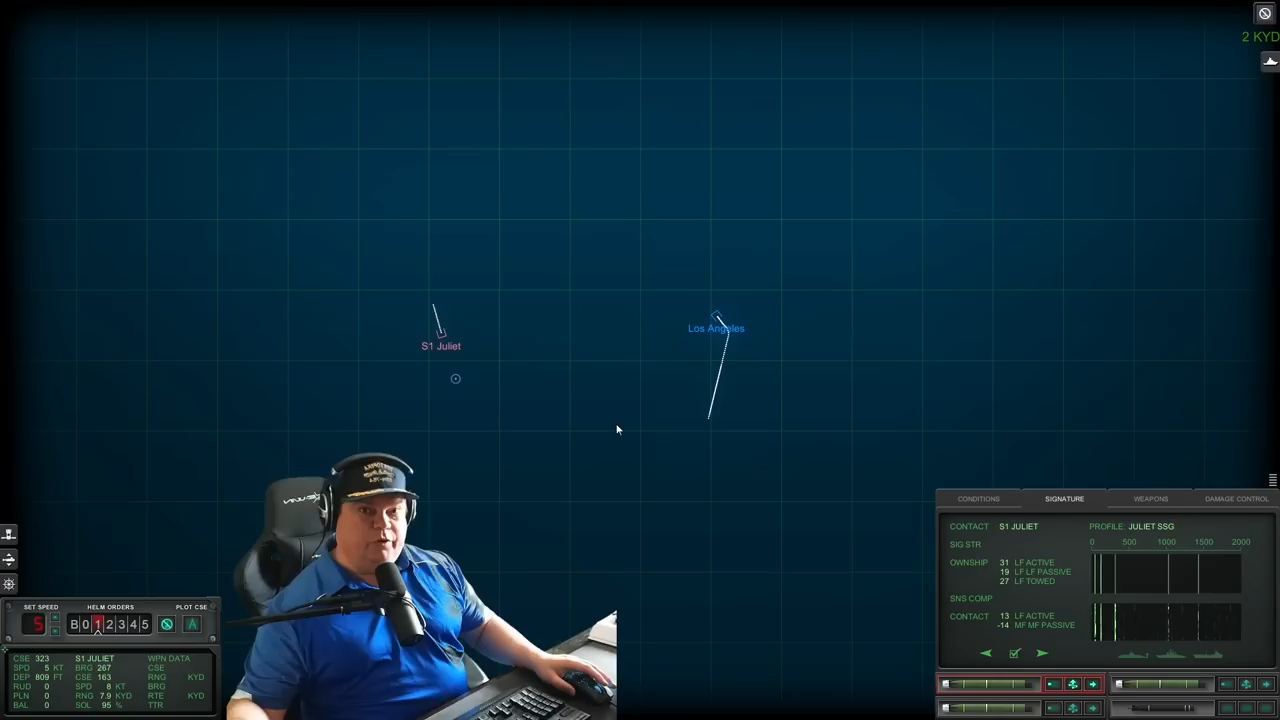 2 KYD
Los Angeles
S1 Juliet
CONDITIONS SIGNATURE WEAPONS DAMAGE CONTROL
CONTACT S1 JULIET PROFILE: JULIET SSG
SIG STR 0 500 1000 1500 2000
OWNSHIP 31 LF ACTIVE
19 LF LF PASSIVE
27 LF TOWED
SNS COMP
CONTACT 13 LF ACTIVE
-14 MF MF PASSIVE
SET SPEED HELM ORDERS PLOT CSE
5 B 0 1 2 3 4 5 A
CSE 323 S1 JULIET WPN DATA
SPD 5 KT BRG 267 CSE
DEP 809 FT CSE 163 RNG KYD
RUD 0 SPD 8 KT BRG
PLN 0 RNG 7.9 KYD RTE KYD
BAL 0 SOL 95 % TTR